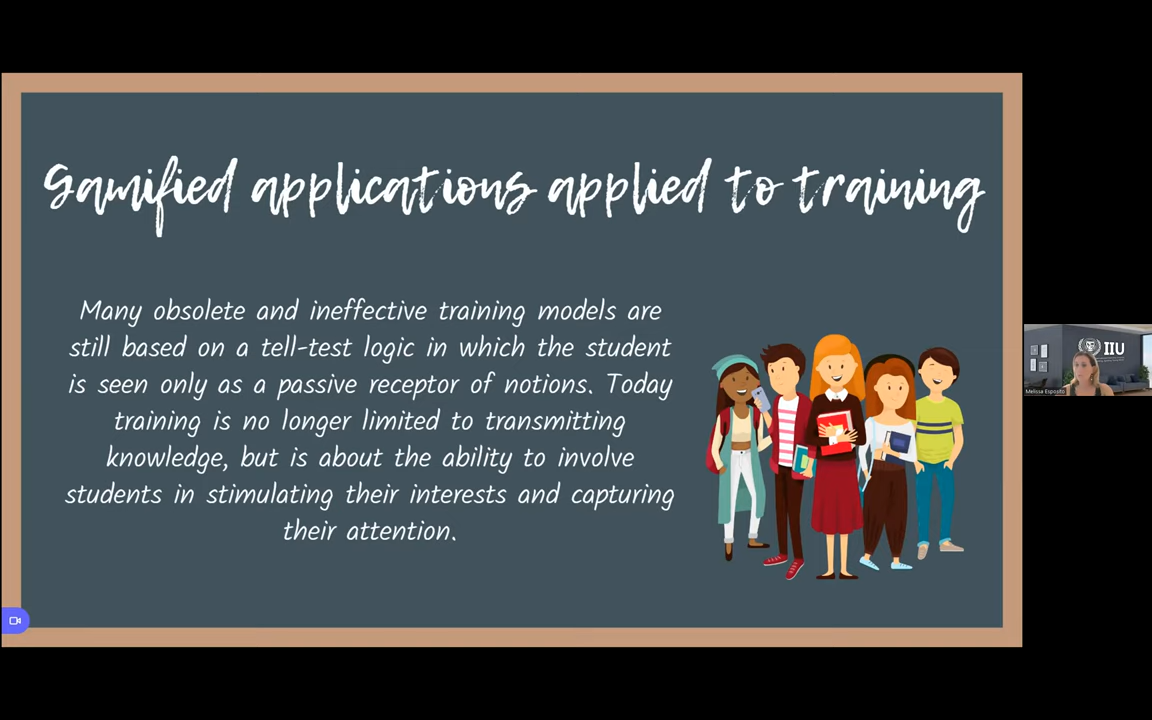 Gamified applications applied to training
Many obsolete and ineffective training models are
still based on a tell-test logic in which the student
is seen only as a passive receptor of notions. Today
training is no longer limited to transmitting
knowledge, but is about the ability to involve
students in stimulating their interests and capturing
their attention.
IIU
Melissa Esposito